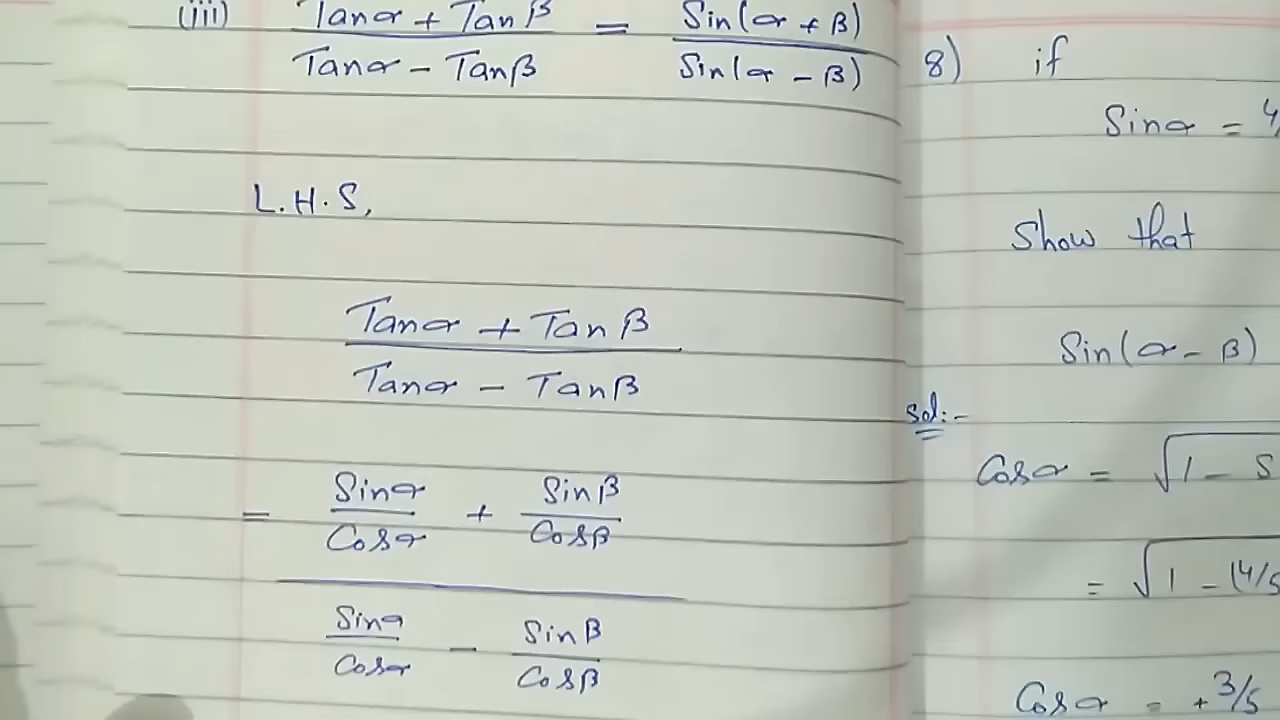 (iii) Tanα + Tanβ / Tanα - Tanβ = Sin(α + β) / Sin(α - β)
L.H.S,
Tanα + Tanβ
Tanα - Tanβ
= Sinα / Cosα + Sinβ / Cosβ
Sinα / Cosα - Sinβ / Cosβ
8) if
Sinα = 4/
Show that
Sin(α - β)
Sol:-
Cosα = √1 - S
= √1 - (4/5
Cosα = + 3/5